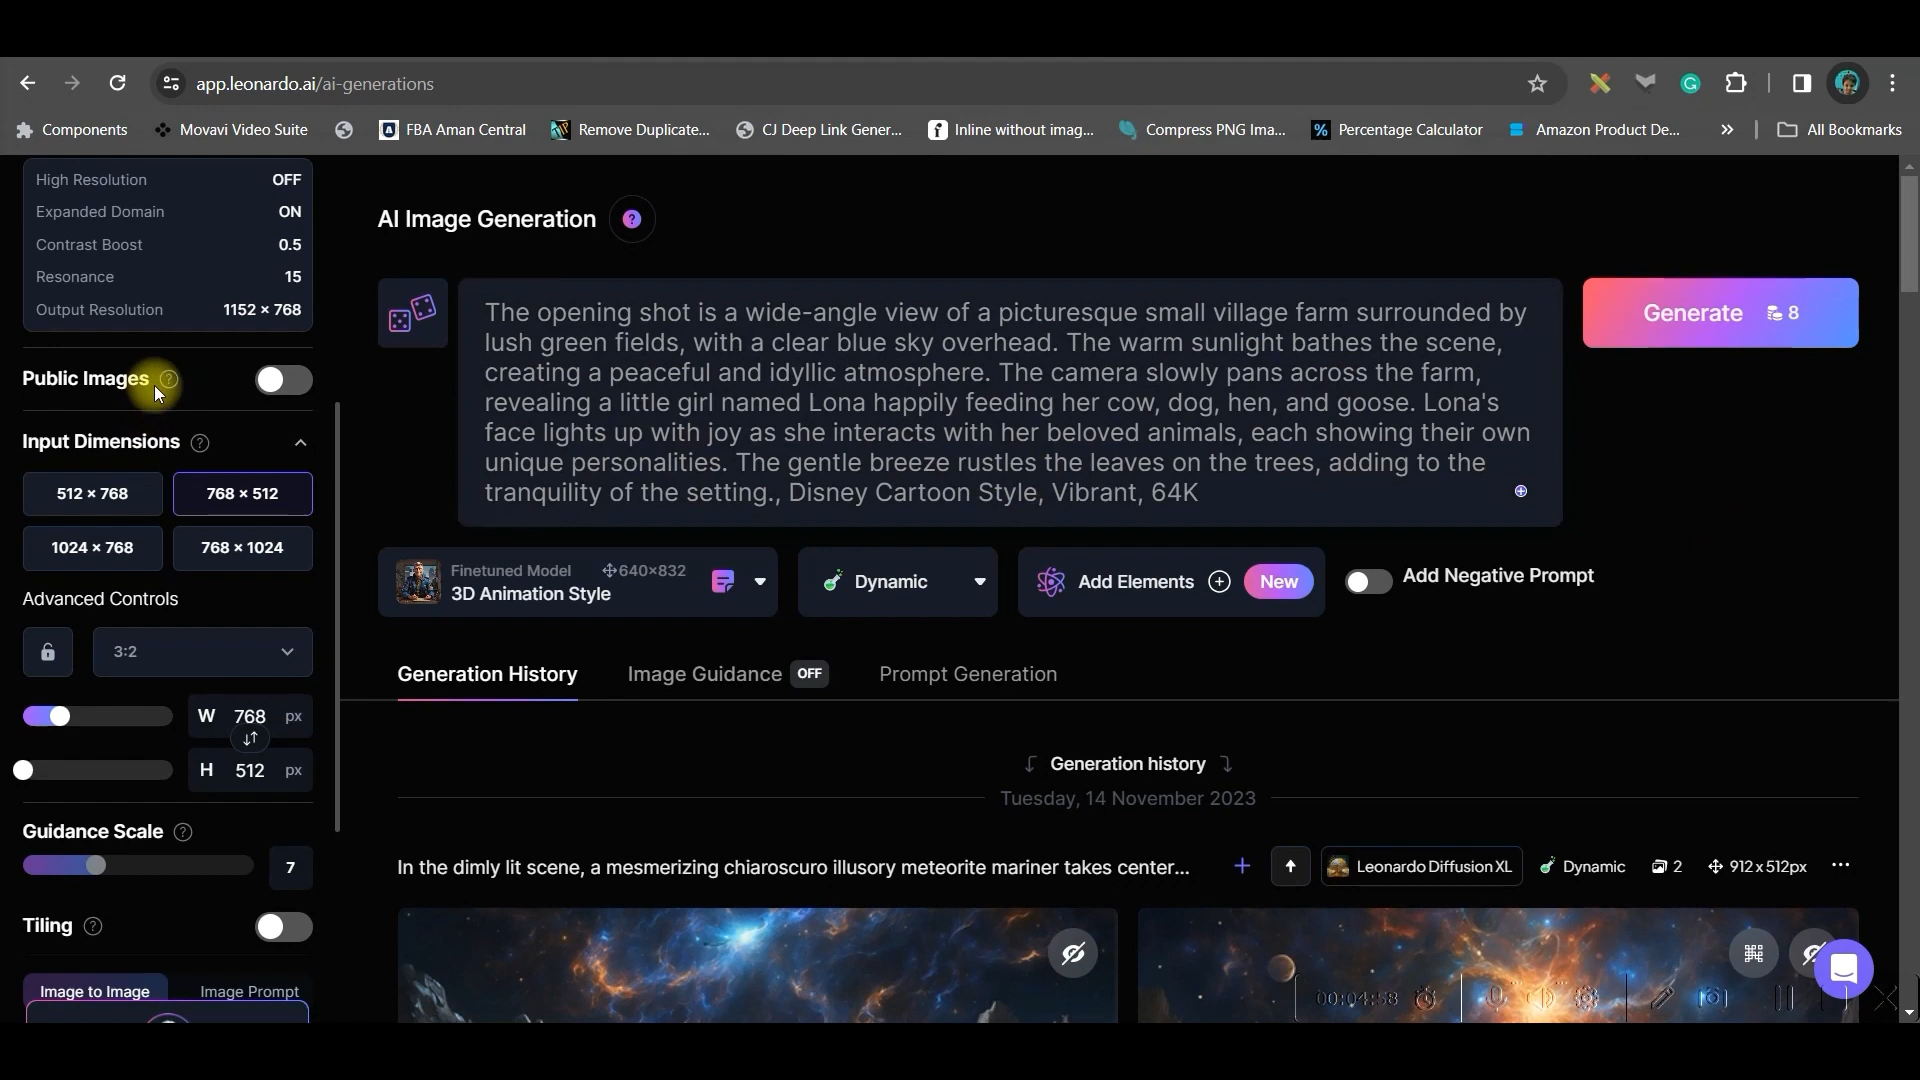 app.leonardo.ai/ai-generations
Components
Movavi Video Suite
FBA Aman Central
Remove Duplicate...
CJ Deep Link Gener...
Inline without imag...
Compress PNG Ima...
Percentage Calculator
Amazon Product De...
All Bookmarks
High Resolution OFF
Expanded Domain ON
Contrast Boost 0.5
Resonance 15
Output Resolution 1152 × 768
Public Images
Input Dimensions
512 × 768
768 × 512
1024 × 768
768 × 1024
Advanced Controls
3:2
W 768 px
H 512 px
Guidance Scale
7
Tiling
Image to Image
Image Prompt
AI Image Generation
The opening shot is a wide-angle view of a picturesque small village farm surrounded by
lush green fields, with a clear blue sky overhead. The warm sunlight bathes the scene,
creating a peaceful and idyllic atmosphere. The camera slowly pans across the farm,
revealing a little girl named Lona happily feeding her cow, dog, hen, and goose. Lona's
face lights up with joy as she interacts with her beloved animals, each showing their own
unique personalities. The gentle breeze rustles the leaves on the trees, adding to the
tranquility of the setting., Disney Cartoon Style, Vibrant, 64K
Generate 8
Finetuned Model 640×832
3D Animation Style
Dynamic
Add Elements New
Add Negative Prompt
Generation History
Image Guidance OFF
Prompt Generation
Generation history
Tuesday, 14 November 2023
In the dimly lit scene, a mesmerizing chiaroscuro illusory meteorite mariner takes center...
Leonardo Diffusion XL
Dynamic
2
912 x 512px
00:04:58